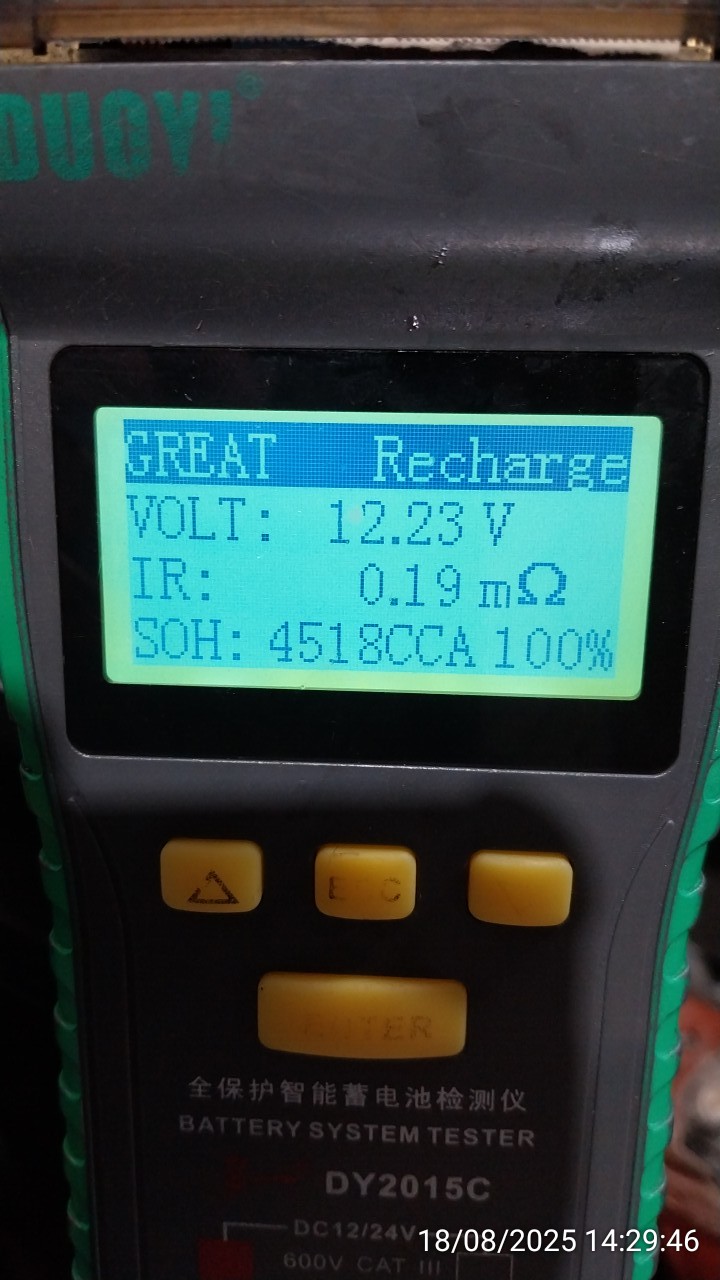 DUOYI®
GREAT Recharge
VOLT: 12.23 V
IR: 0.19 mΩ
SOH: 4518CCA 100%
ENTER
全保护智能蓄电池检测仪
BATTERY SYSTEM TESTER
DY2015C
DC12/24V
600V CAT III
18/08/2025 14:29:46